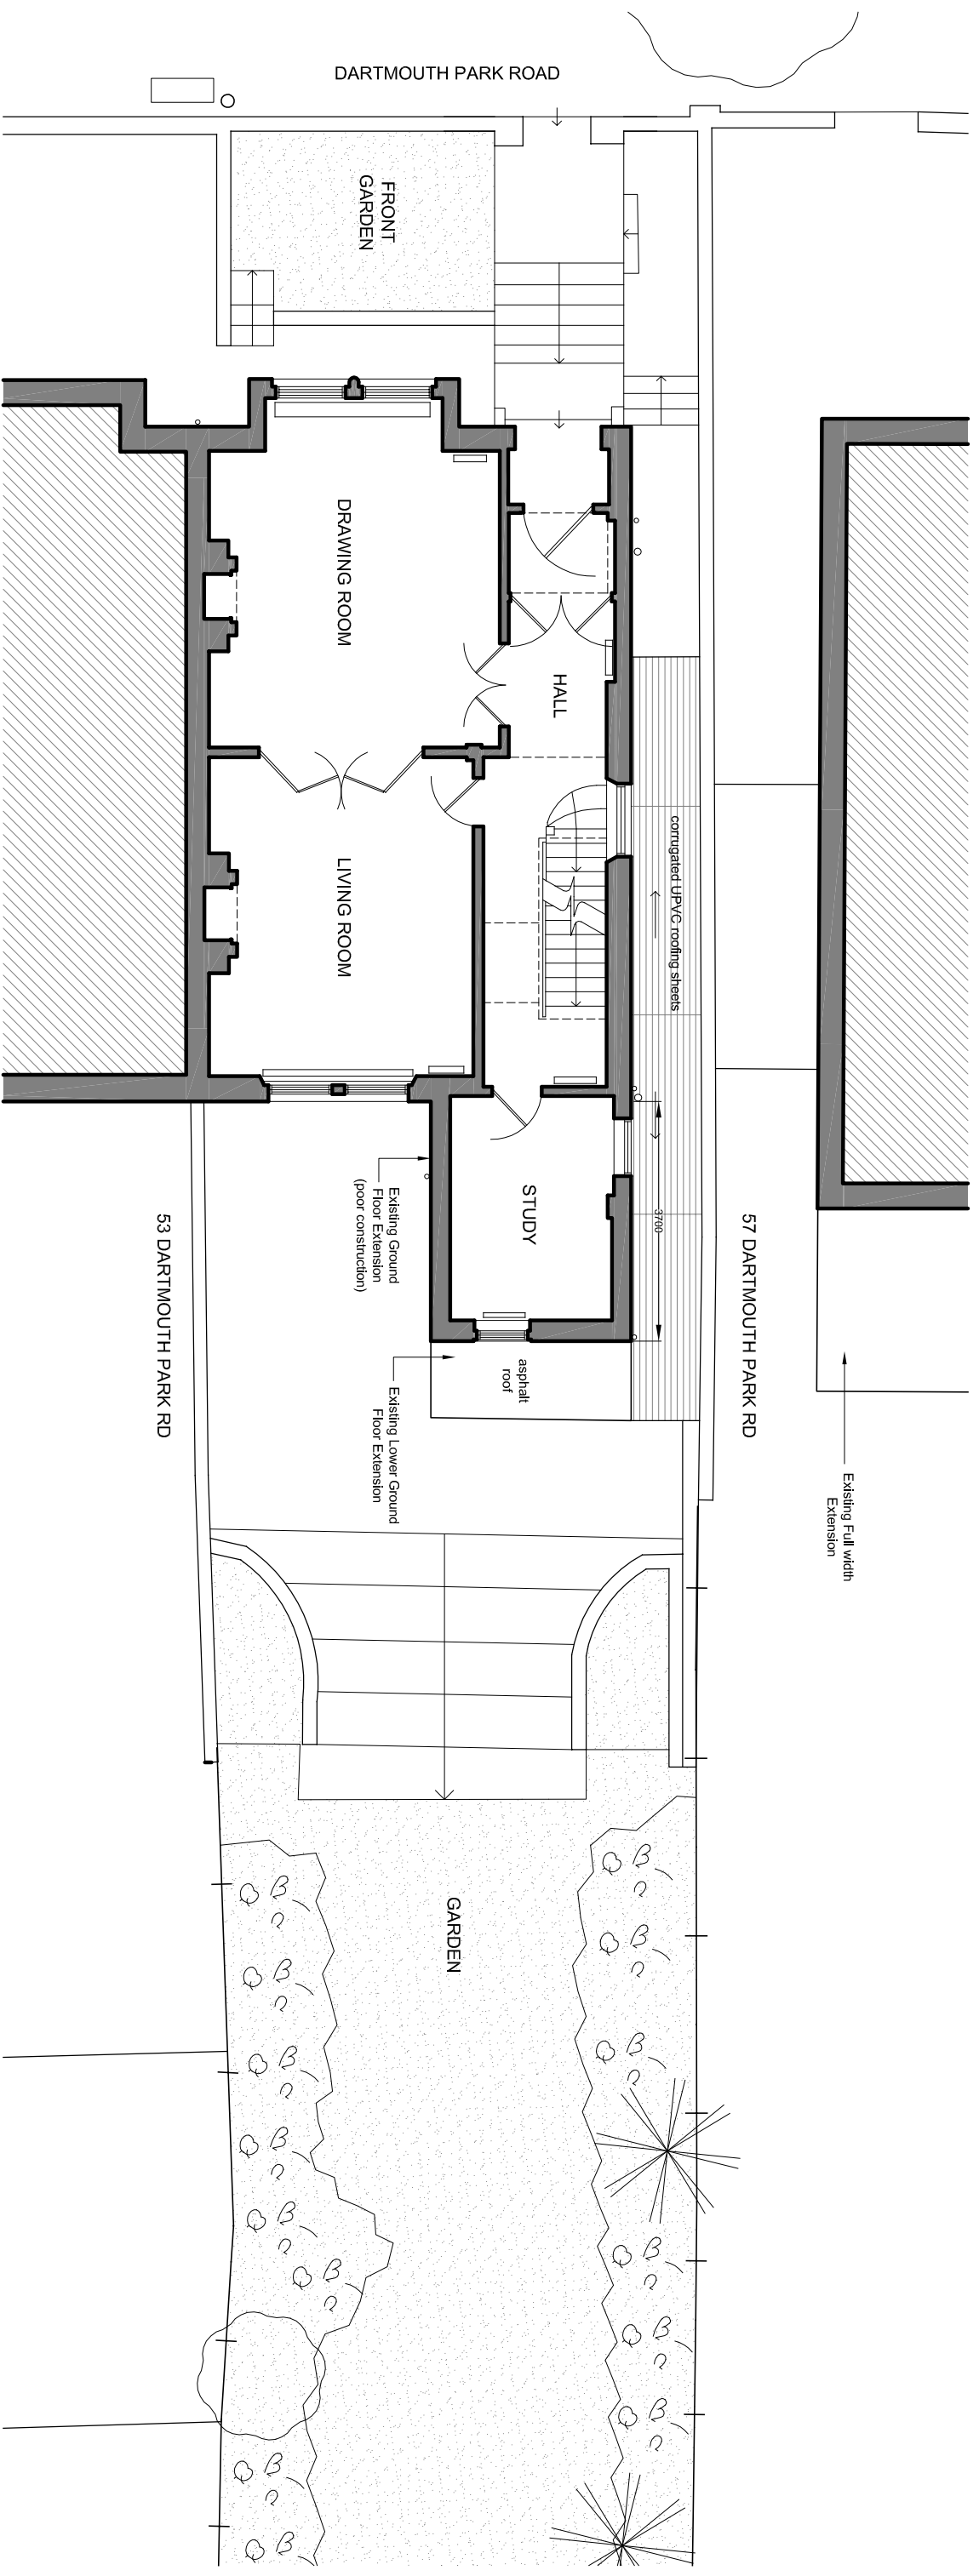 DARTMOUTH PARK ROAD
FRONT
GARDEN
DRAWING ROOM
HALL
corrugated UPVC roofing sheets
LIVING ROOM
STUDY
3700
Existing Ground
Floor Extension
(poor construction)
53 DARTMOUTH PARK RD
57 DARTMOUTH PARK RD
asphalt
roof
Existing Lower Ground
Floor Extension
Existing Full width
Extension
GARDEN